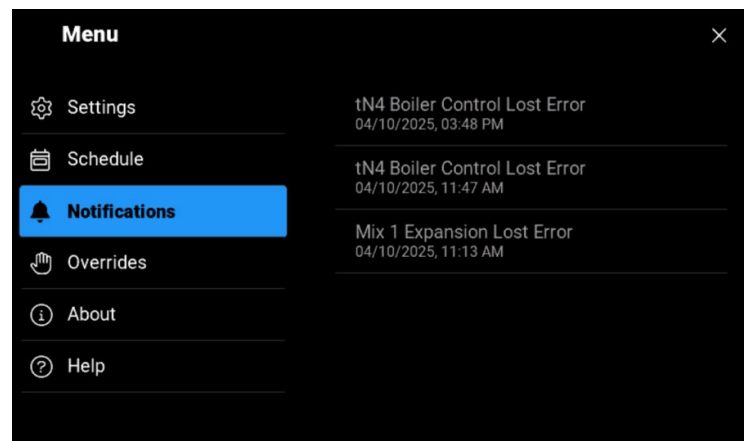 Menu
Settings
Schedule
Notifications
Overrides
About
Help
tN4 Boiler Control Lost Error
04/10/2025, 03:48 PM
tN4 Boiler Control Lost Error
04/10/2025, 11:47 AM
Mix 1 Expansion Lost Error
04/10/2025, 11:13 AM